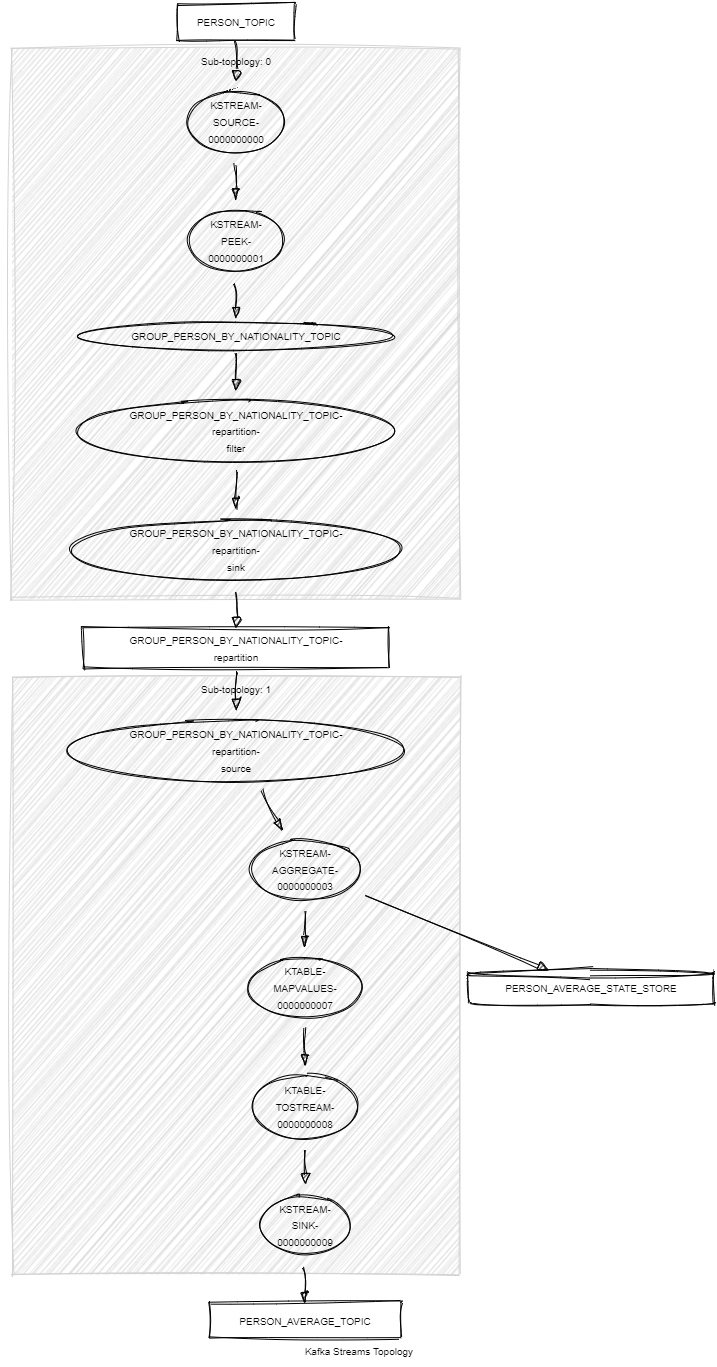 PERSON_TOPIC
Sub-topology: 0
KSTREAM-
SOURCE-
0000000000
KSTREAM-
PEEK-
0000000001
GROUP_PERSON_BY_NATIONALITY_TOPIC
GROUP_PERSON_BY_NATIONALITY_TOPIC-
repartition-
filter
GROUP_PERSON_BY_NATIONALITY_TOPIC-
repartition-
sink
GROUP_PERSON_BY_NATIONALITY_TOPIC-
repartition
Sub-topology: 1
GROUP_PERSON_BY_NATIONALITY_TOPIC-
repartition-
source
KSTREAM-
AGGREGATE-
0000000003
KTABLE-
MAPVALUES-
0000000007
PERSON_AVERAGE_STATE_STORE
KTABLE-
TOSTREAM-
0000000008
KSTREAM-
SINK-
0000000009
PERSON_AVERAGE_TOPIC
Kafka Streams Topology